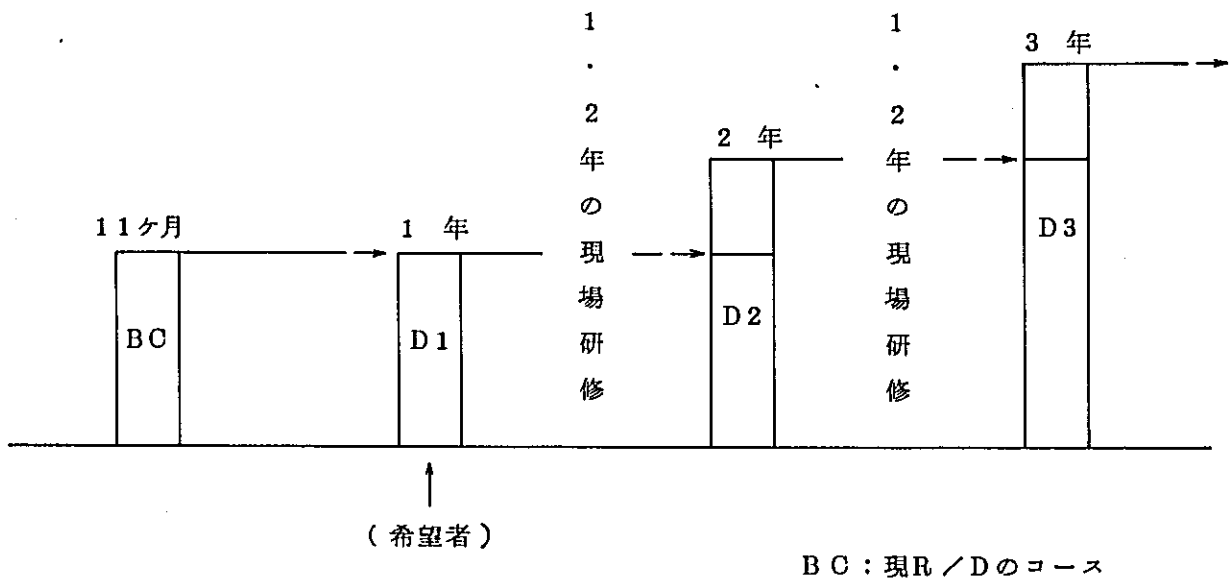 11ケ月
BC
1 年
D1
(希望者)
1・2年の現場研修
2 年
D2
1・2年の現場研修
3 年
D3
BC:現R/Dのコース